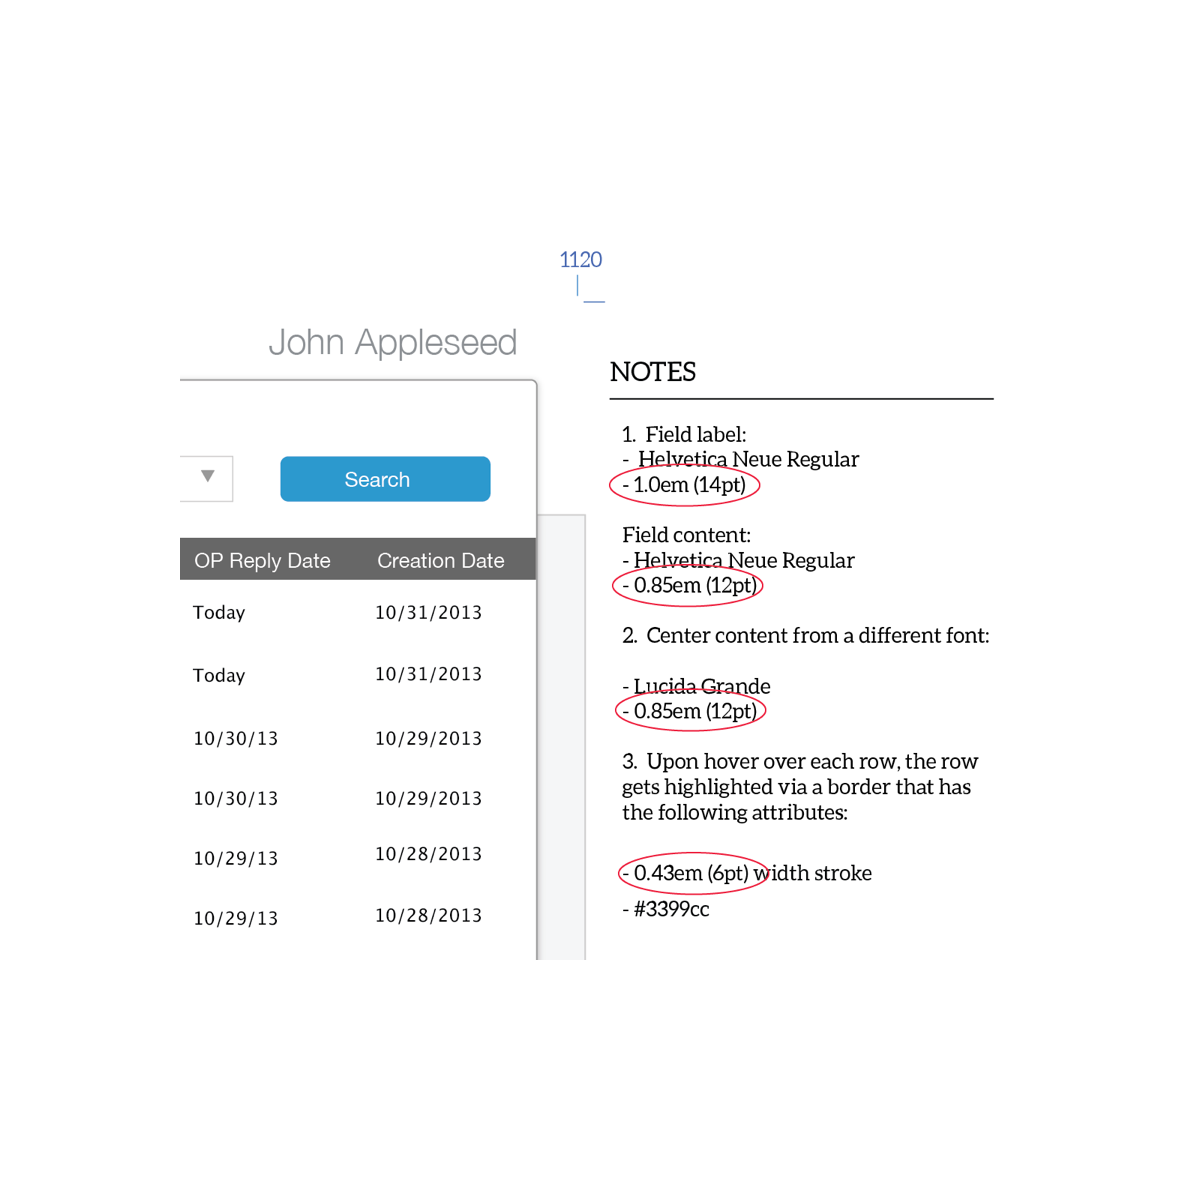 1120
John Appleseed
Search
OP Reply Date Creation Date
Today 10/31/2013
Today 10/31/2013
10/30/13 10/29/2013
10/30/13 10/29/2013
10/29/13 10/28/2013
10/29/13 10/28/2013
NOTES
1. Field label:
- Helvetica Neue Regular
- 1.0em (14pt)
Field content:
- Helvetica Neue Regular
- 0.85em (12pt)
2. Center content from a different font:
- Lucida Grande
- 0.85em (12pt)
3. Upon hover over each row, the row
gets highlighted via a border that has
the following attributes:
- 0.43em (6pt) width stroke
- #3399cc